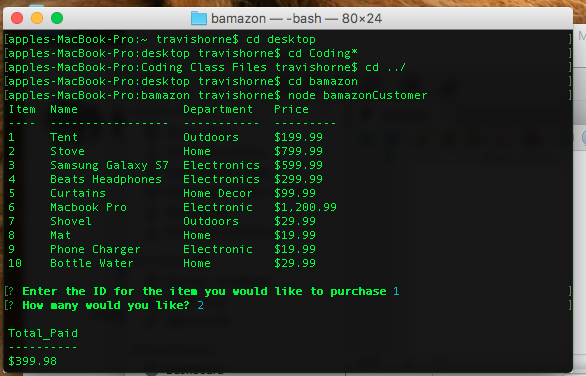 bamazon — -bash — 80×24
[apples-MacBook-Pro:~ travishorne$ cd desktop ]
[apples-MacBook-Pro:desktop travishorne$ cd Coding* ]
[apples-MacBook-Pro:Coding Class Files travishorne$ cd ../ ]
[apples-MacBook-Pro:desktop travishorne$ cd bamazon ]
[apples-MacBook-Pro:bamazon travishorne$ node bamazonCustomer ]
Item  Name               Department   Price
----  -----------------  -----------  ---------
1     Tent               Outdoors     $199.99
2     Stove              Home         $799.99
3     Samsung Galaxy S7  Electronics  $599.99
4     Beats Headphones   Electronics  $299.99
5     Curtains           Home Decor   $99.99
6     Macbook Pro        Electronic   $1,200.99
7     Shovel             Outdoors     $29.99
8     Mat                Home         $19.99
9     Phone Charger      Electronic   $19.99
10    Bottle Water       Home         $29.99
[? Enter the ID for the item you would like to purchase 1 ]
[? How many would you like? 2 ]
Total_Paid
----------
$399.98